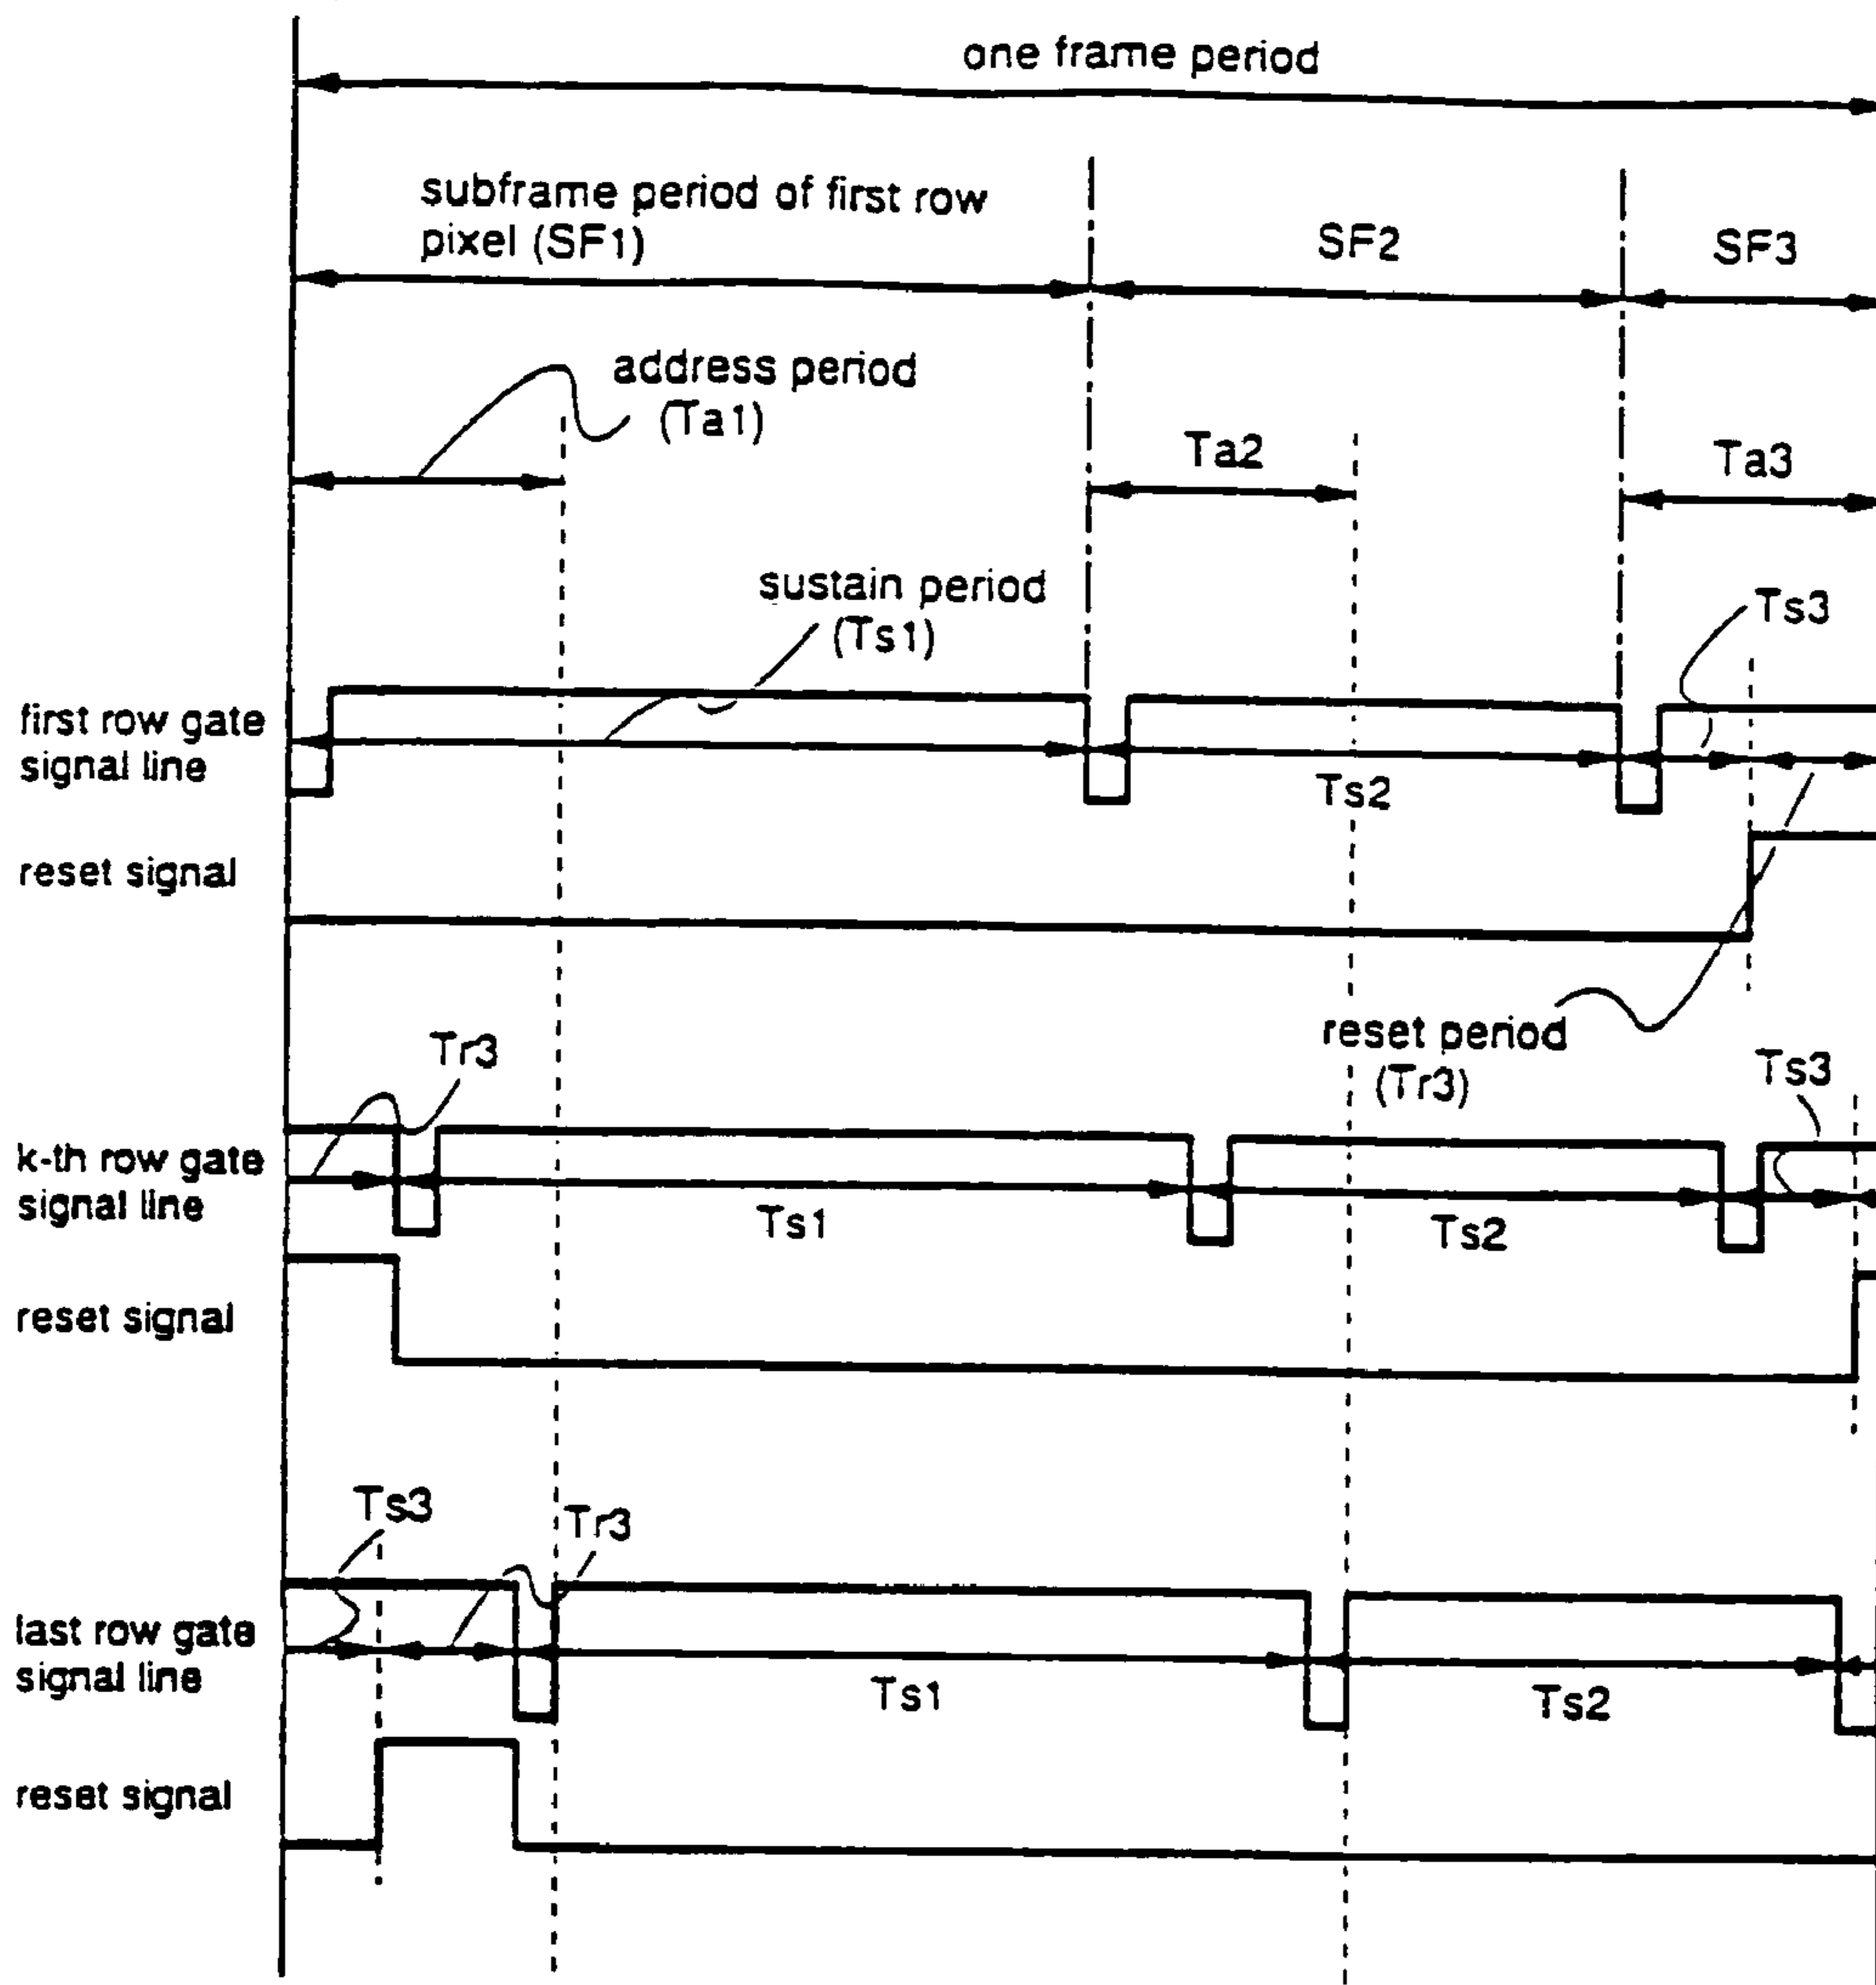 one frame period
subframe period of first row
pixel (SF1)
SF2
SF3
address period
(Ta1)
Ta2
Ta3
sustain period
(Ts1)
Ts3
first row gate
signal line
Ts2
reset signal
reset period
(Tr3)
Tr3
Ts3
k-th row gate
signal line
Ts1
Ts2
reset signal
Ts3
Tr3
last row gate
signal line
Ts1
Ts2
reset signal